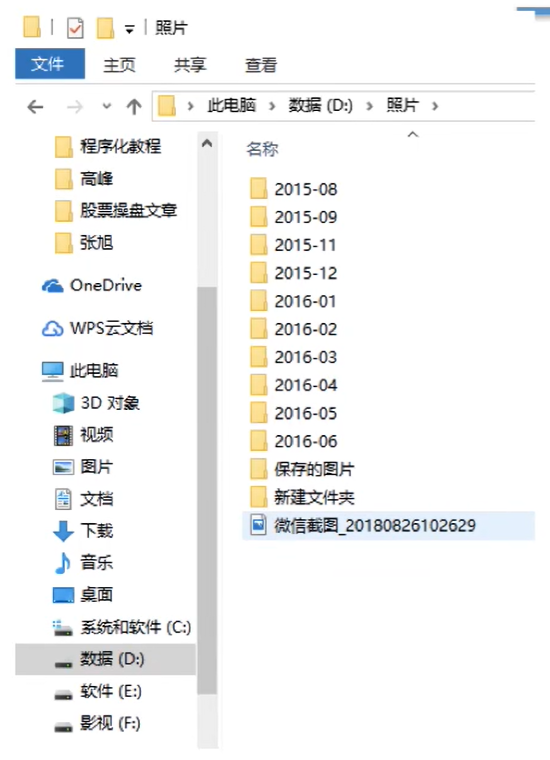 照片
文件 主页 共享 查看
此电脑 数据 (D:) 照片
程序化教程
高峰
股票操盘文章
张旭
OneDrive
WPS云文档
此电脑
3D 对象
视频
图片
文档
下载
音乐
桌面
系统和软件 (C:)
数据 (D:)
软件 (E:)
影视 (F:)
名称
2015-08
2015-09
2015-11
2015-12
2016-01
2016-02
2016-03
2016-04
2016-05
2016-06
保存的图片
新建文件夹
微信截图_20180826102629